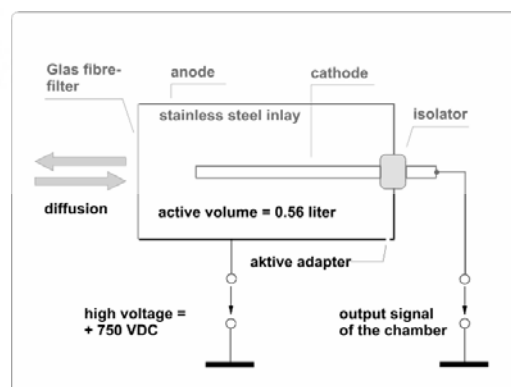 Glas fibre-
filter
anode
cathode
stainless steel inlay
isolator
diffusion
active volume = 0.56 liter
aktive adapter
high voltage =
+ 750 VDC
output signal
of the chamber